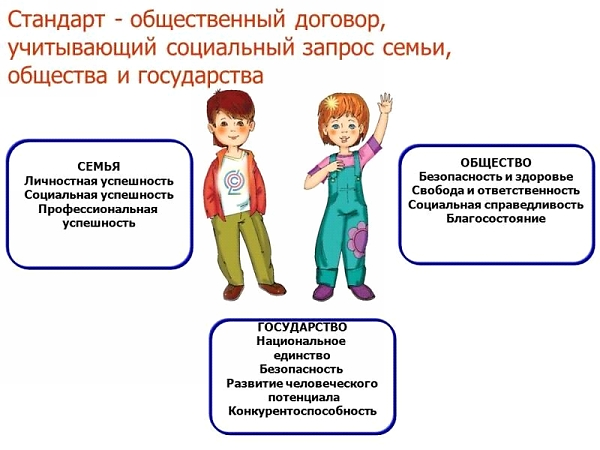 Стандарт - общественный договор,
учитывающий социальный запрос семьи,
общества и государства
СЕМЬЯ
Личностная успешность
Социальная успешность
Профессиональная
успешность
ОБЩЕСТВО
Безопасность и здоровье
Свобода и ответственность
Социальная справедливость
Благосостояние
ГОСУДАРСТВО
Национальное
единство
Безопасность
Развитие человеческого
потенциала
Конкурентоспособность